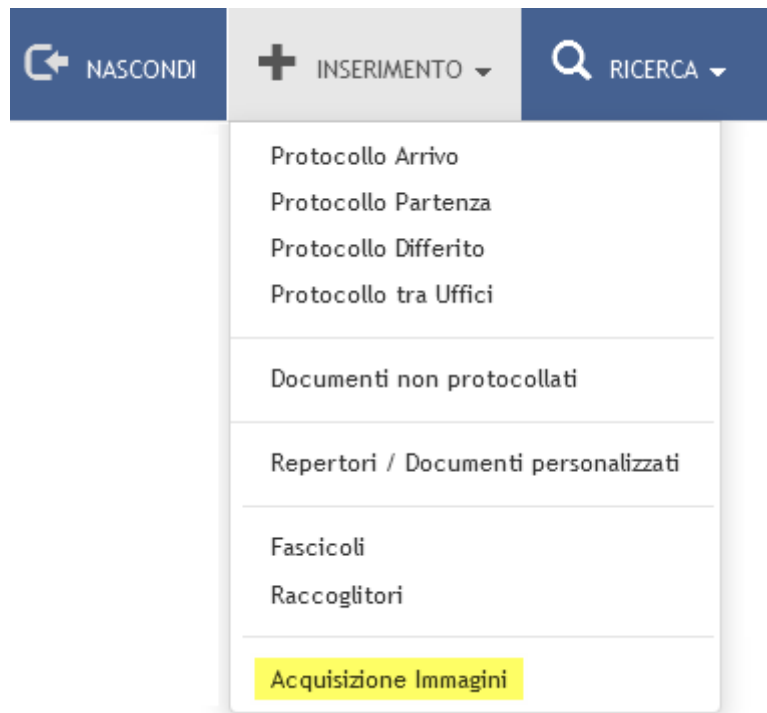 NASCONDI INSERIMENTO RICERCA
Protocollo Arrivo
Protocollo Partenza
Protocollo Differito
Protocollo tra Uffici
Documenti non protocollati
Repertori / Documenti personalizzati
Fascicoli
Raccoglitori
Acquisizione Immagini